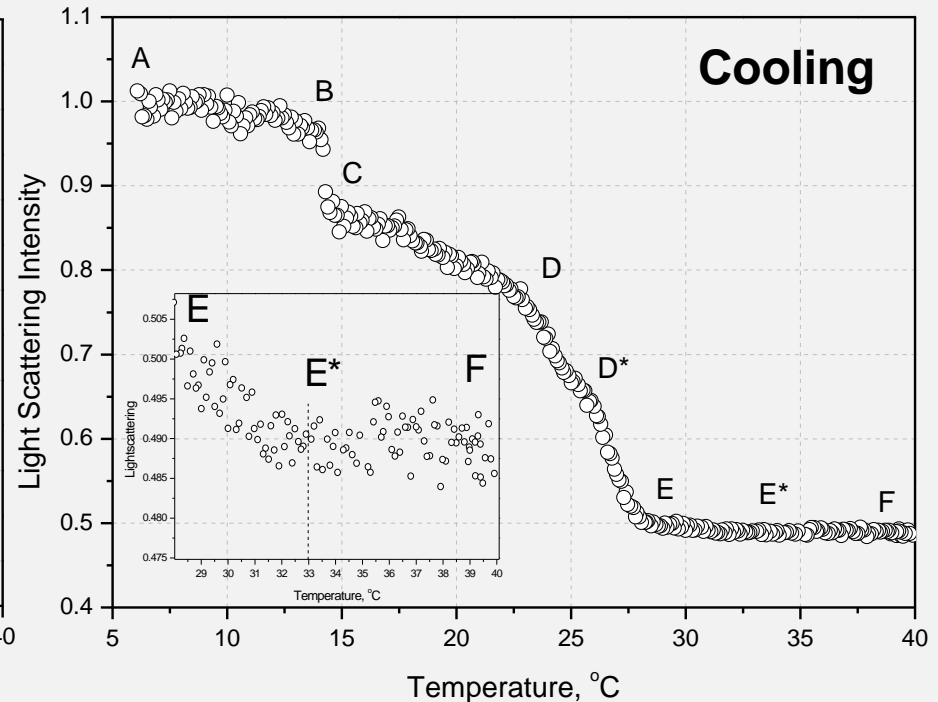 Cooling
Light Scattering Intensity
1.1
1.0
0.9
0.8
0.7
0.6
0.5
0.4
A
B
C
D
D*
E
E*
F
E
E*
F
Lightscattering
0.505
0.500
0.495
0.490
0.485
0.480
0.475
29 30 31 32 33 34 35 36 37 38 39 40
Temperature, °C
0
5 10 15 20 25 30 35 40
Temperature, °C